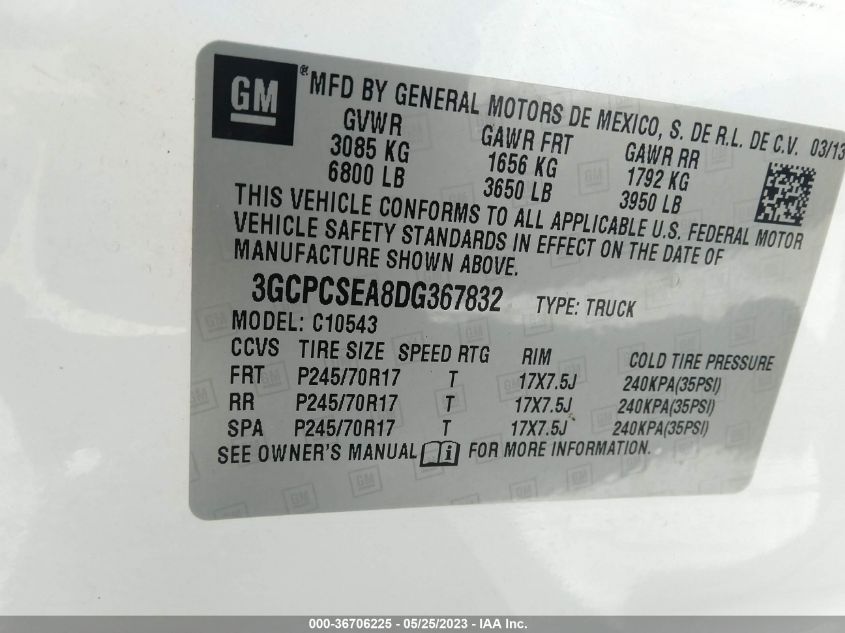 GM ® MFD BY GENERAL MOTORS DE MEXICO, S. DE R.L. DE C.V. 03/13
GVWR GAWR FRT GAWR RR
3085 KG 1656 KG 1792 KG
6800 LB 3650 LB 3950 LB
THIS VEHICLE CONFORMS TO ALL APPLICABLE U.S. FEDERAL MOTOR
VEHICLE SAFETY STANDARDS IN EFFECT ON THE DATE OF
MANUFACTURE SHOWN ABOVE.
3GCPCSEA8DG367832 TYPE: TRUCK
MODEL: C10543
CCVS TIRE SIZE SPEED RTG RIM COLD TIRE PRESSURE
FRT P245/70R17 T 17X7.5J 240KPA(35PSI)
RR P245/70R17 T 17X7.5J 240KPA(35PSI)
SPA P245/70R17 T 17X7.5J 240KPA(35PSI)
SEE OWNER'S MANUAL i FOR MORE INFORMATION.
000-36706225 - 05/25/2023 - IAA Inc.